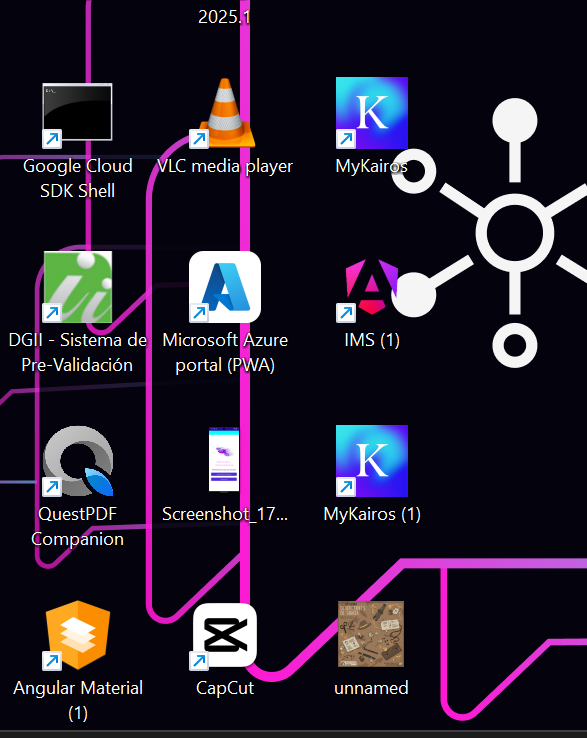 2025.1
Google Cloud
SDK Shell
VLC media player
MyKairos
DGII - Sistema de
Pre-Validación
Microsoft Azure
portal (PWA)
IMS (1)
QuestPDF
Companion
Screenshot_17...
MyKairos (1)
Angular Material
(1)
CapCut
unnamed